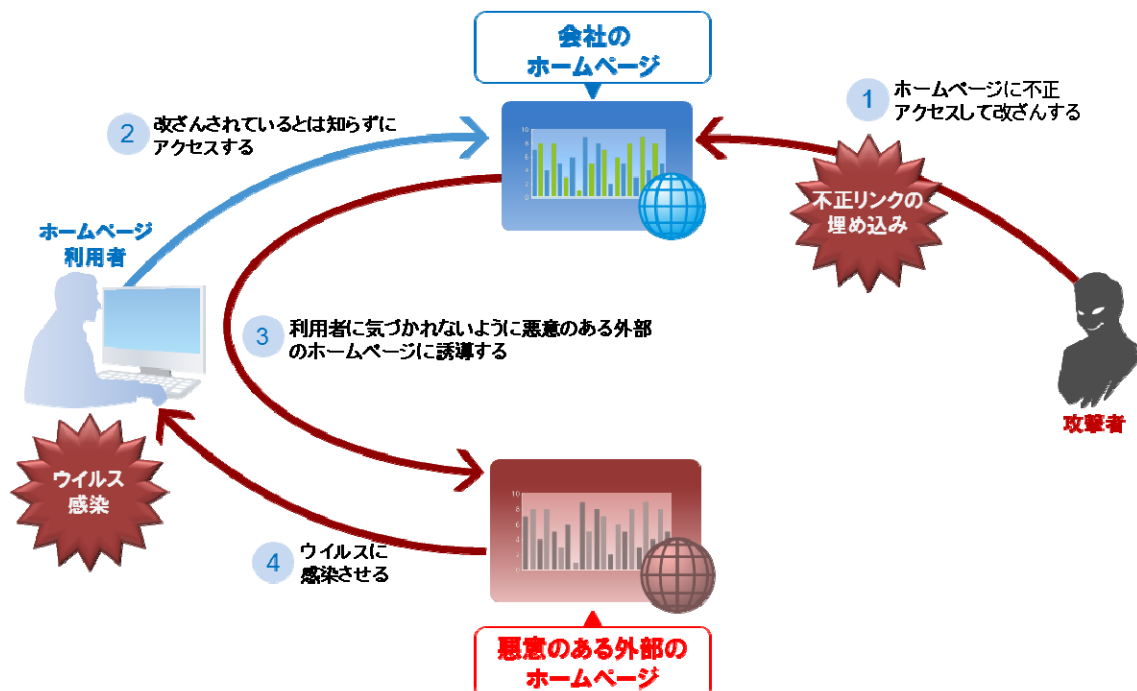 会社の
ホームページ
1
ホームページに不正
アクセスして改ざんする
2
改ざんされているとは知らずに
アクセスする
不正リンクの
埋め込み
ホームページ
利用者
3
利用者に気づかれないように悪意のある外部
のホームページに誘導する
攻撃者
ウイルス
感染
4
ウイルスに
感染させる
悪意のある外部の
ホームページ